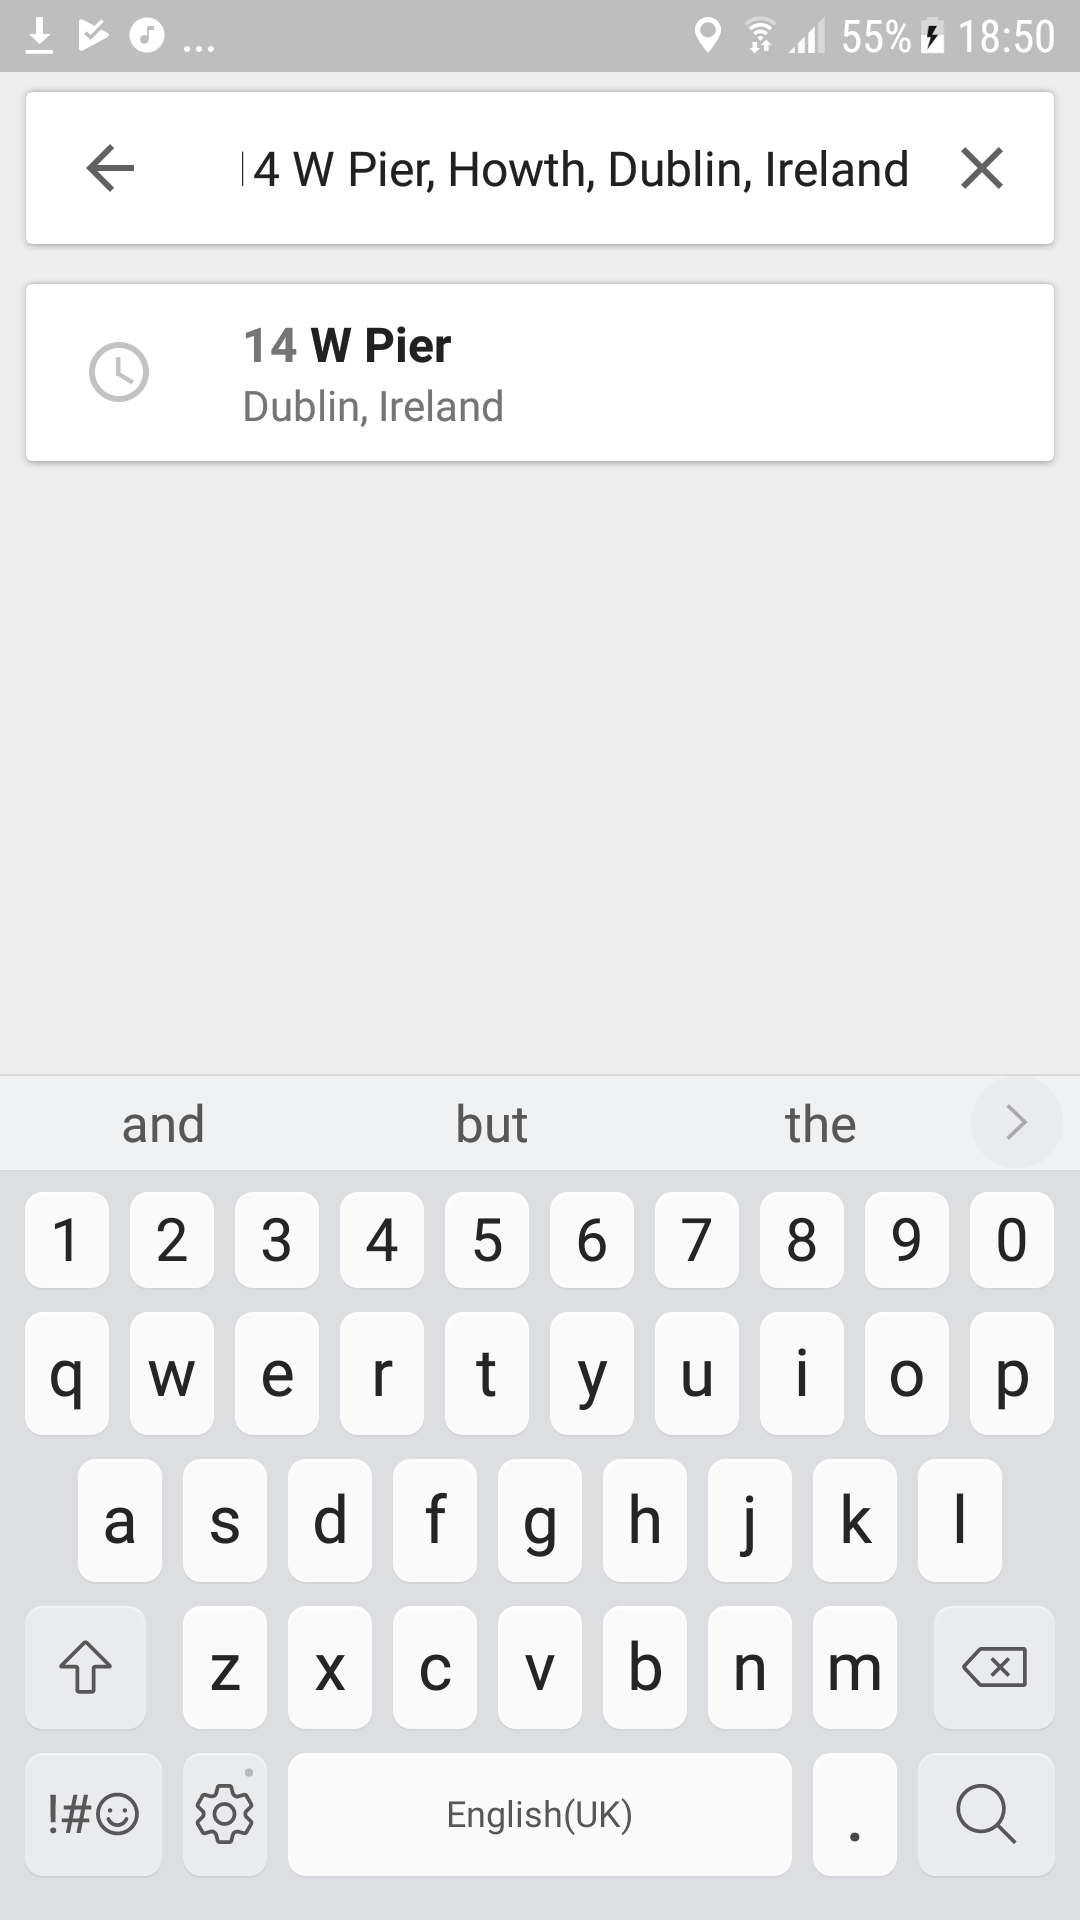 ... 55% 18:50
14 W Pier, Howth, Dublin, Ireland
14 W Pier
Dublin, Ireland
and but the
1 2 3 4 5 6 7 8 9 0
q w e r t y u i o p
a s d f g h j k l
z x c v b n m
!#☺ English(UK) .